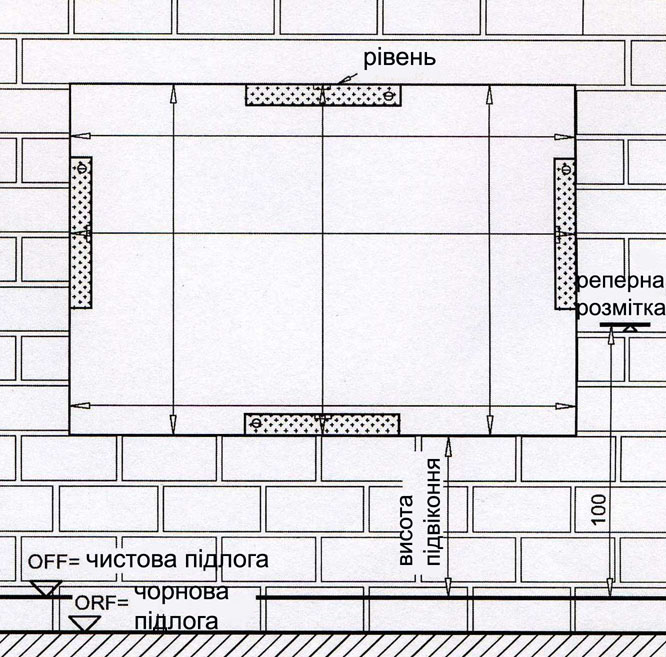 рівень
реперна
розмітка
100
висота
підвіконня
OFF= чистова підлога
ORF= чорнова
підлога